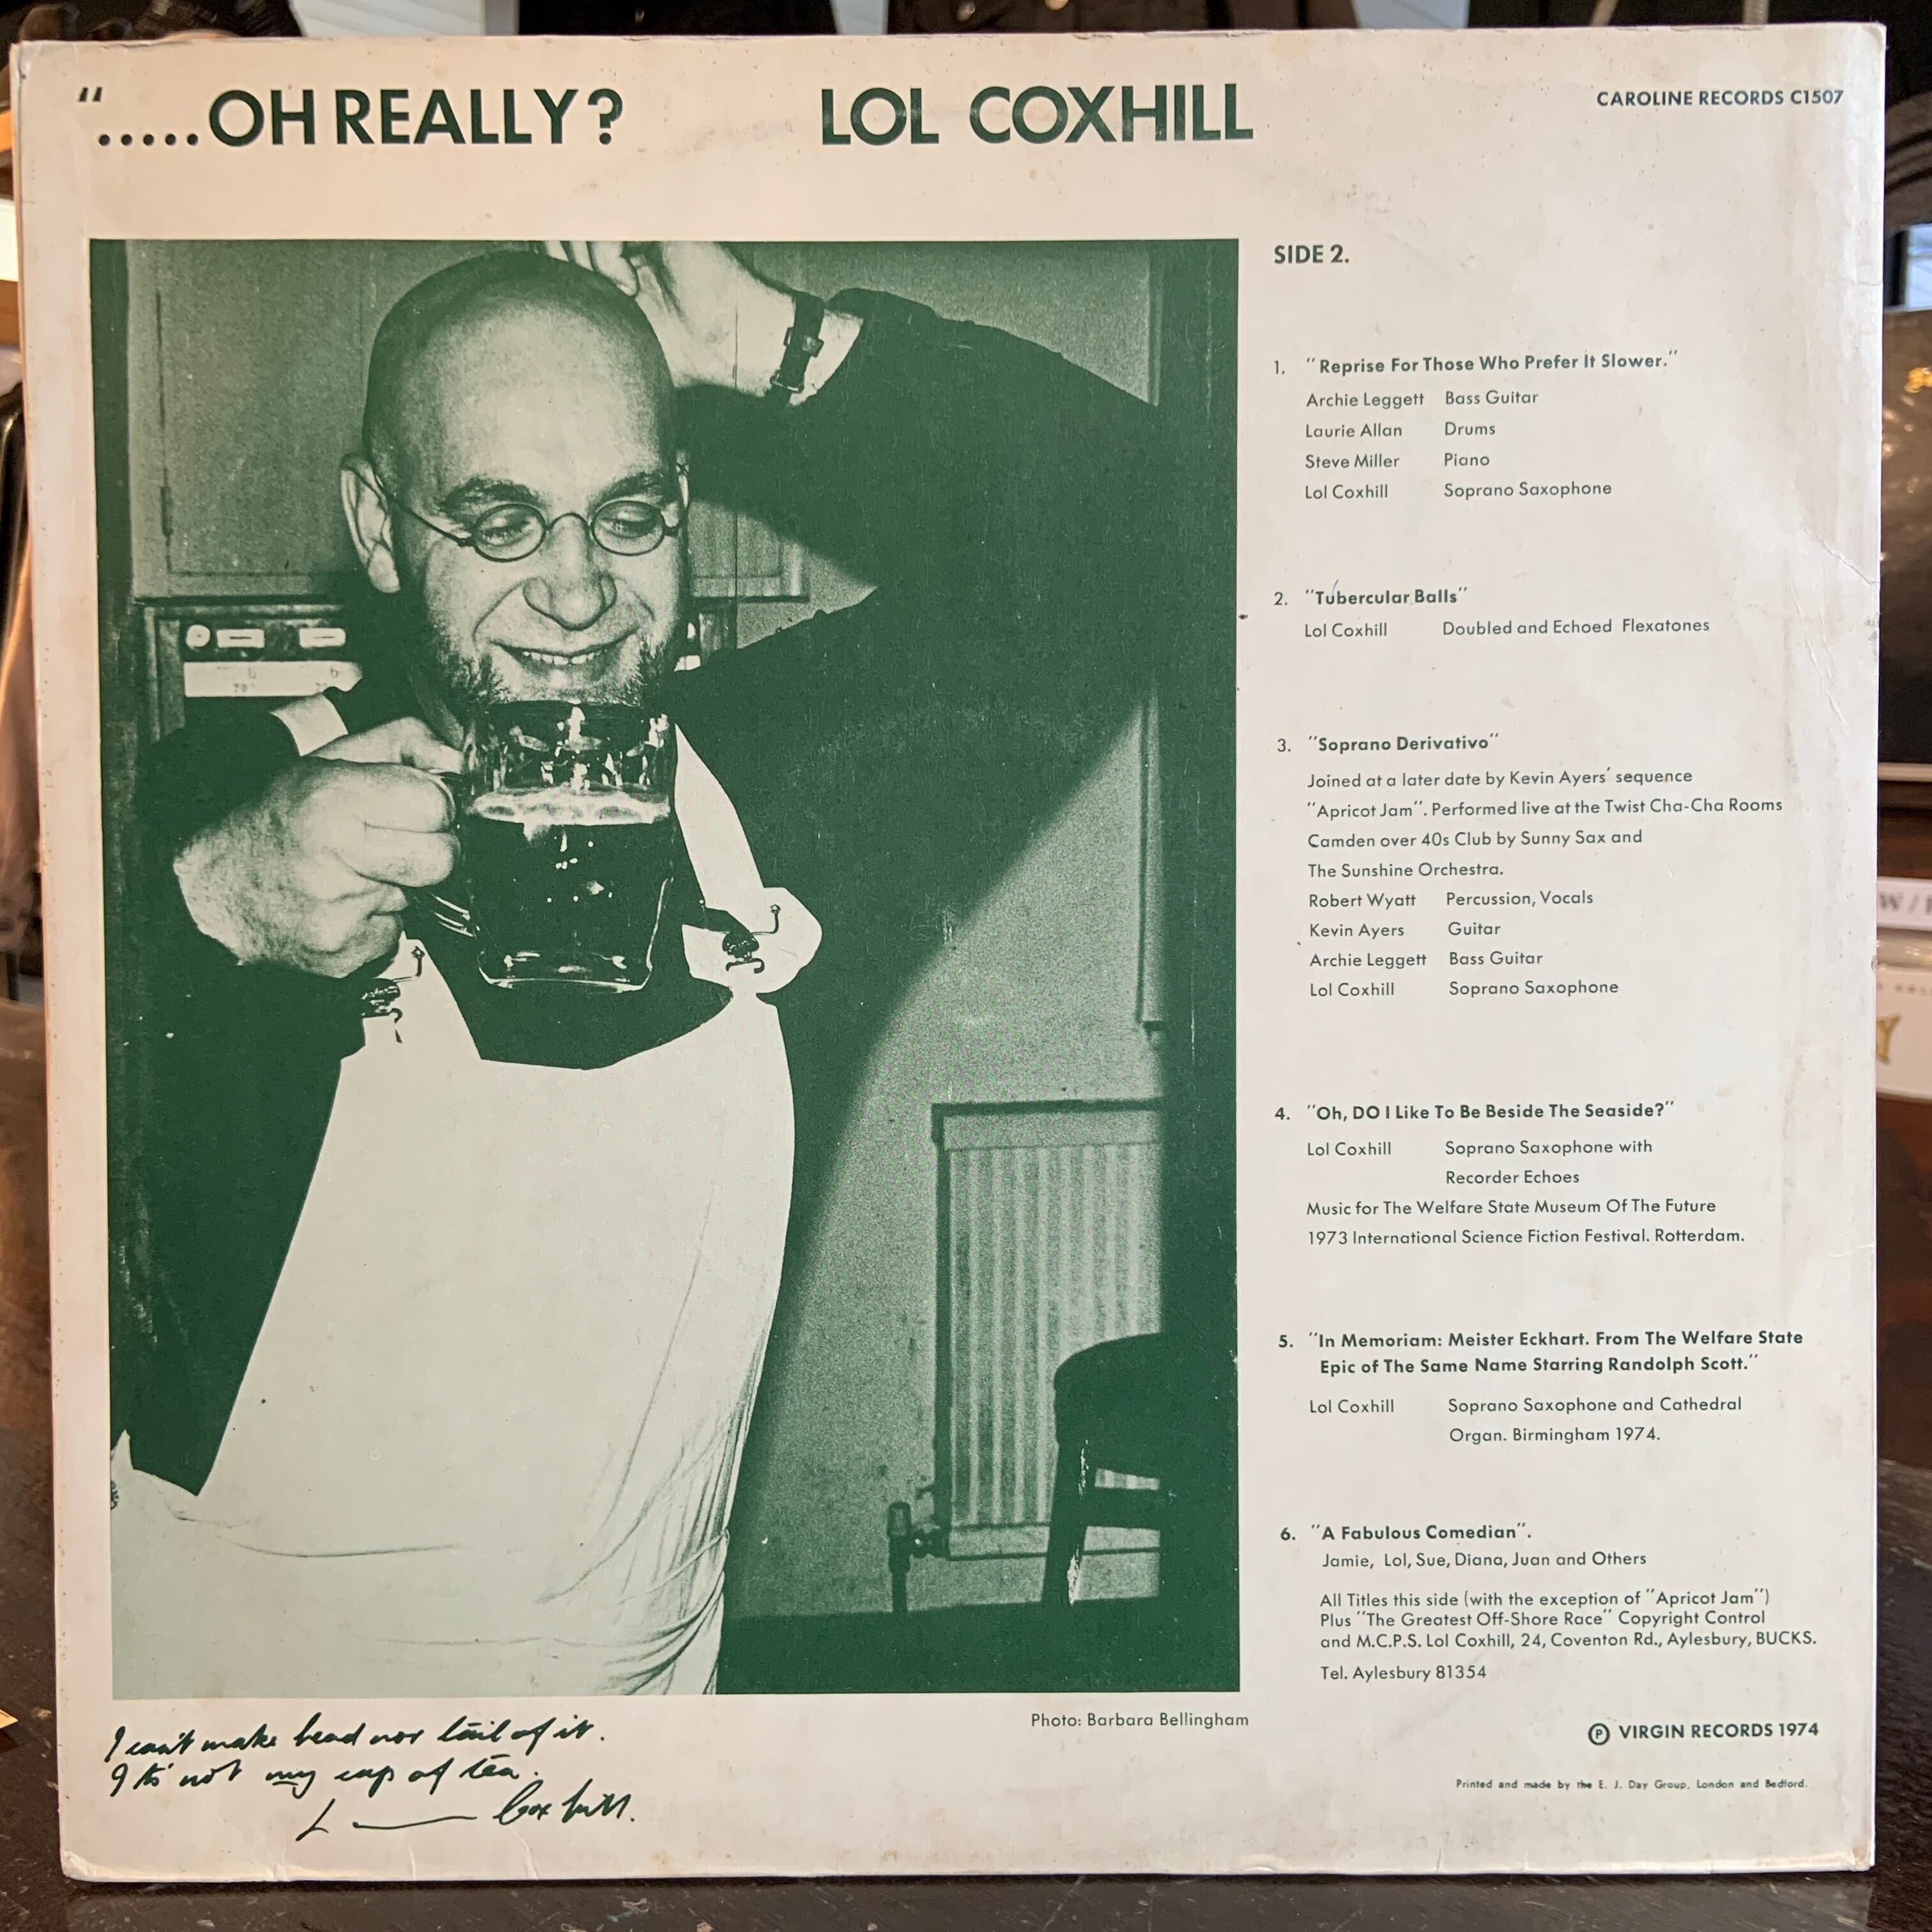 “.....OH REALLY?
LOL COXHILL
CAROLINE RECORDS C1507
SIDE 2.
1. "Reprise For Those Who Prefer It Slower."
Archie Leggett Bass Guitar
Laurie Allan Drums
Steve Miller Piano
Lol Coxhill Soprano Saxophone
2. "Tubercular Balls"
Lol Coxhill Doubled and Echoed Flexatones
3. "Soprano Derivativo"
Joined at a later date by Kevin Ayers' sequence
"Apricot Jam". Performed live at the Twist Cha-Cha Rooms
Camden over 40s Club by Sunny Sax and
The Sunshine Orchestra.
Robert Wyatt Percussion, Vocals
Kevin Ayers Guitar
Archie Leggett Bass Guitar
Lol Coxhill Soprano Saxophone
4. "Oh, DO I Like To Be Beside The Seaside?"
Lol Coxhill Soprano Saxophone with
Recorder Echoes
Music for The Welfare State Museum Of The Future
1973 International Science Fiction Festival. Rotterdam.
5. "In Memoriam: Meister Eckhart. From The Welfare State
Epic of The Same Name Starring Randolph Scott."
Lol Coxhill Soprano Saxophone and Cathedral
Organ. Birmingham 1974.
6. "A Fabulous Comedian".
Jamie, Lol, Sue, Diana, Juan and Others
All Titles this side (with the exception of "Apricot Jam")
Plus "The Greatest Off-Shore Race" Copyright Control
and M.C.P.S. Lol Coxhill, 24, Coventon Rd., Aylesbury, BUCKS.
Tel. Aylesbury 81354
Photo: Barbara Bellingham
℗ VIRGIN RECORDS 1974
Printed and made by the E. J. Day Group, London and Bedford.
I can't make head nor tail of it.
Its' not my cup of tea.
L — Coxhill.